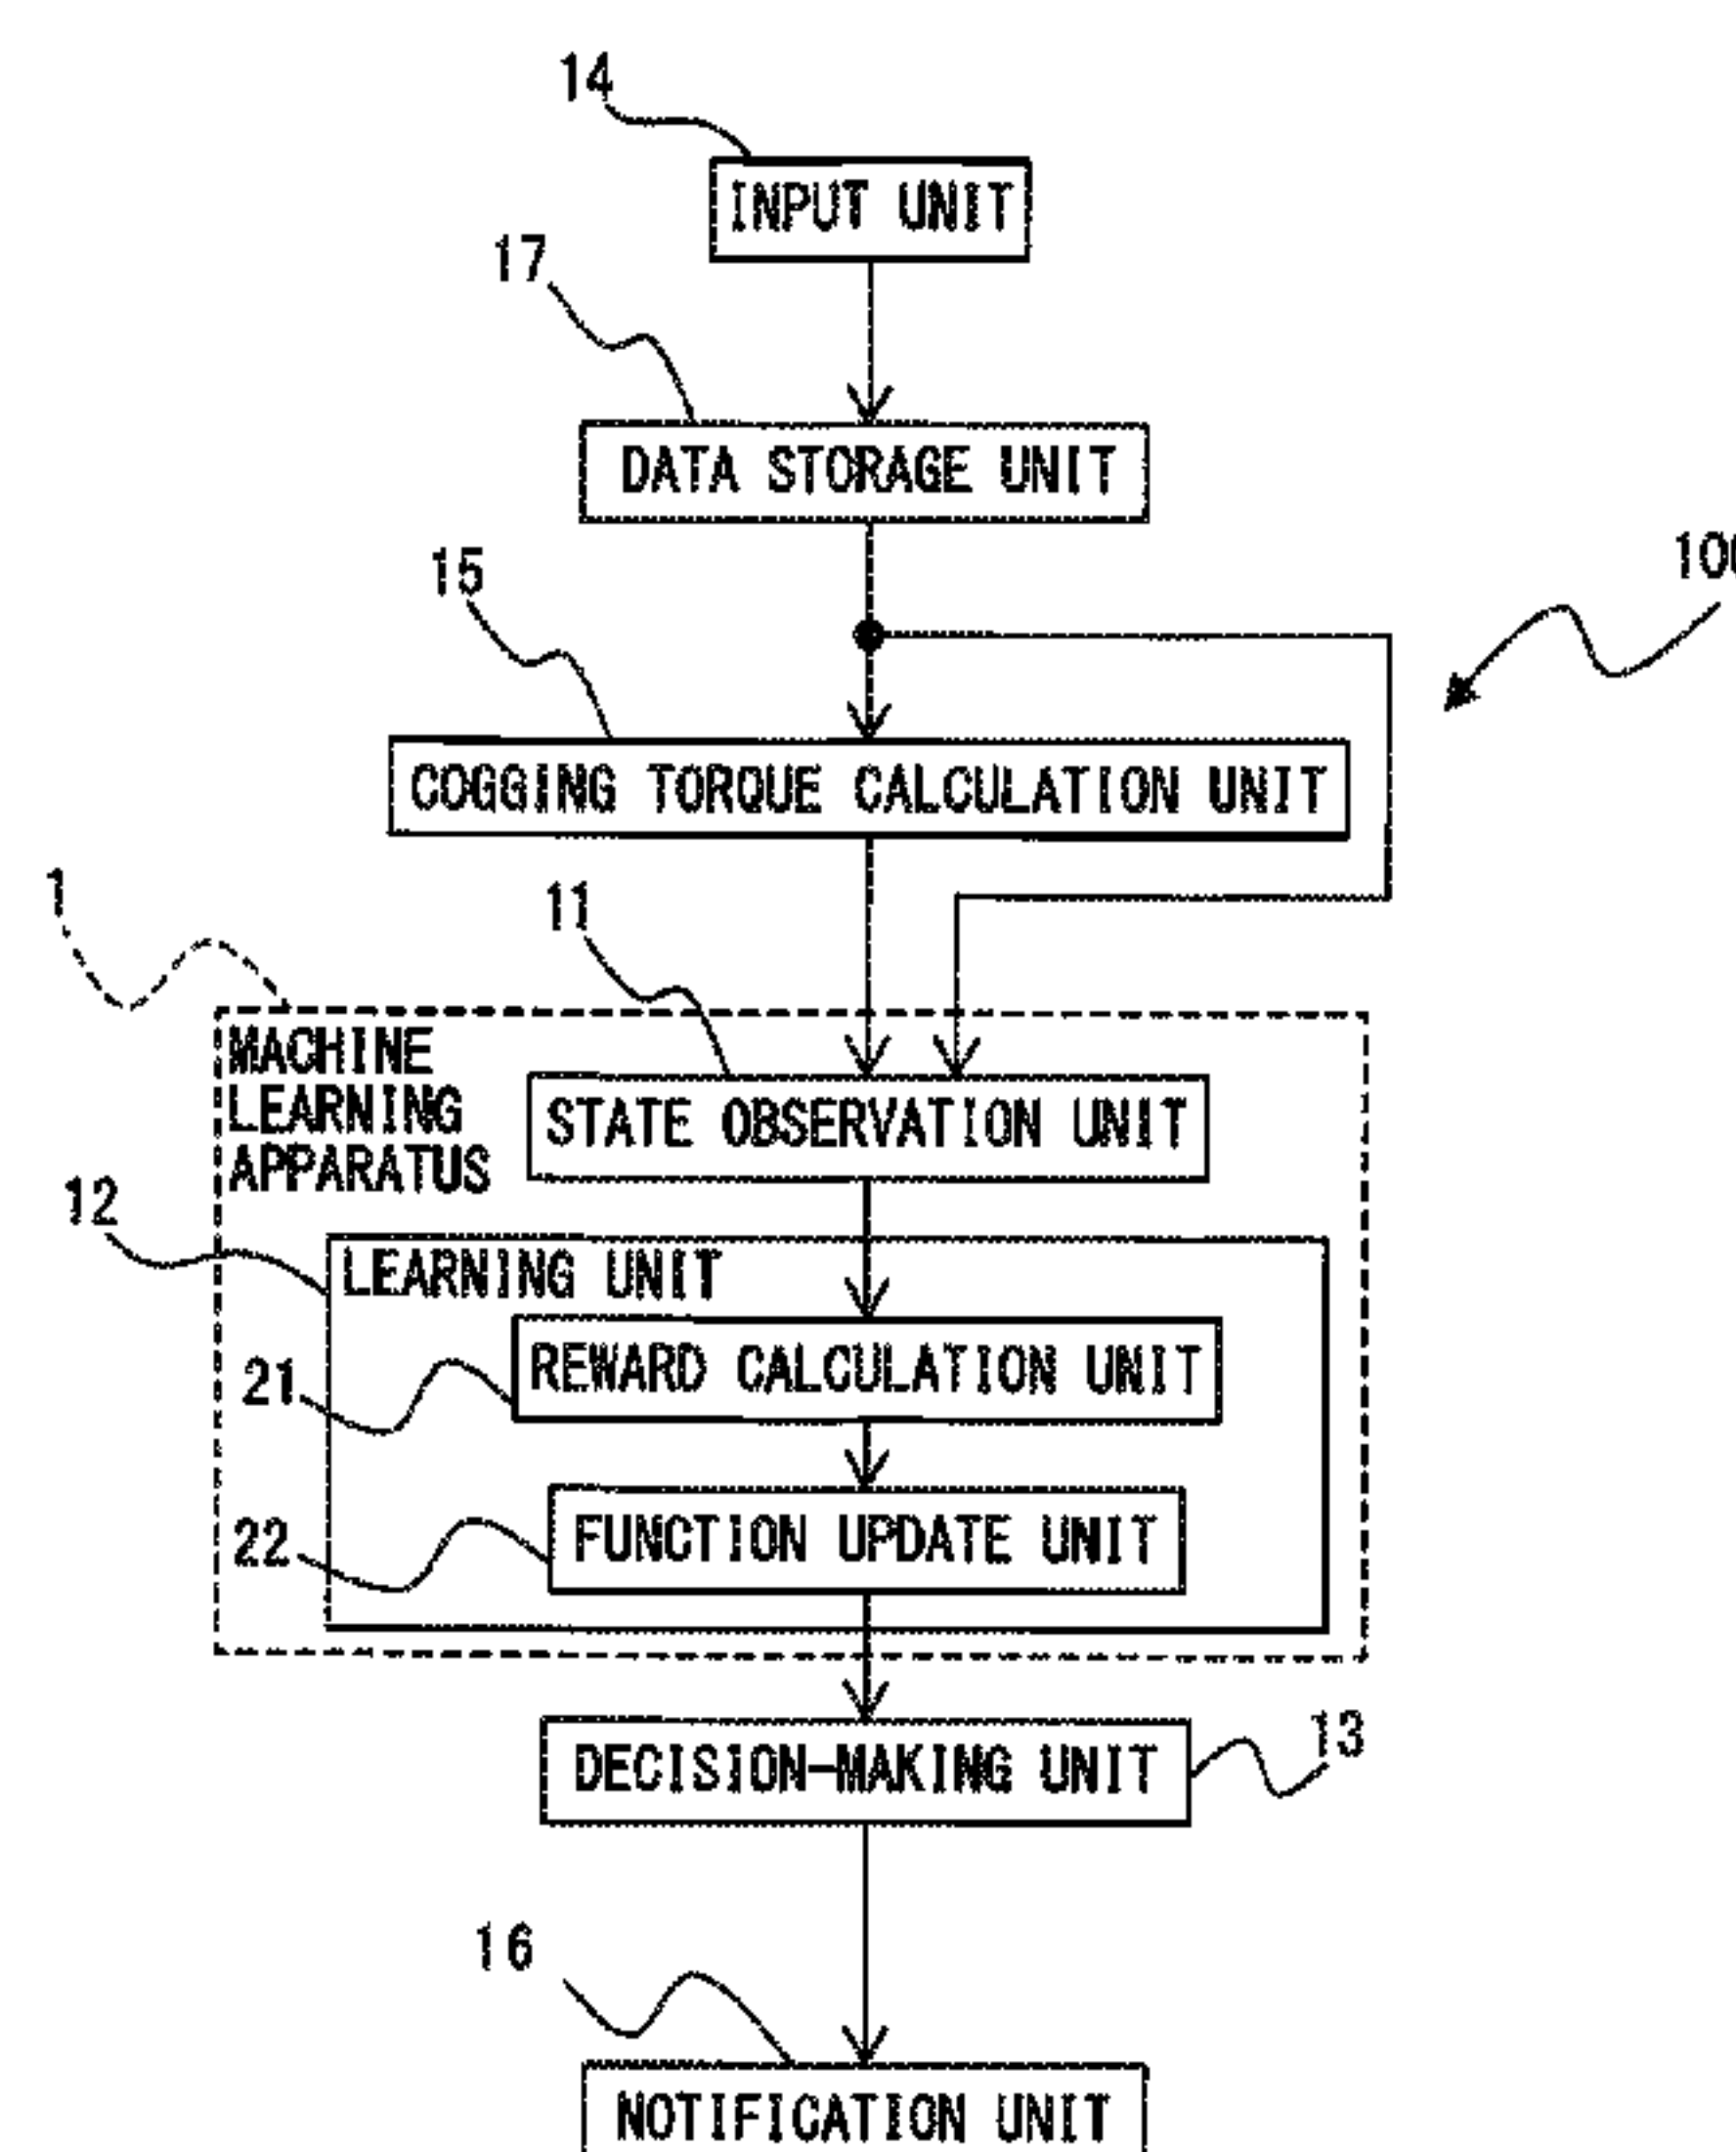 14
INPUT UNIT
17
DATA STORAGE UNIT
15
COGGING TORQUE CALCULATION UNIT
1
11
MACHINE
LEARNING
APPARATUS
STATE OBSERVATION UNIT
12
LEARNING UNIT
21
REWARD CALCULATION UNIT
22
FUNCTION UPDATE UNIT
DECISION-MAKING UNIT
13
16
NOTIFICATION UNIT